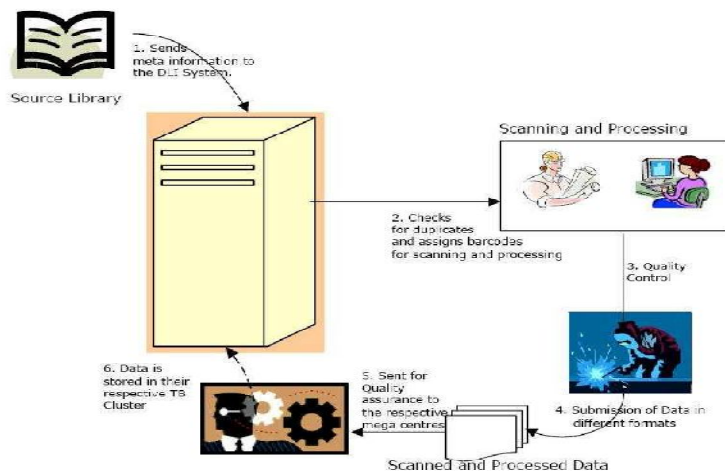 1. Sends
meta information to
the DLI System.
Source Library
Scanning and Processing
2. Checks
for duplicates
and assigns barcodes
for scanning and processing
3. Quality
Control
4. Submission of Data in
different formats
Scanned and Processed Data
5. Sent for
Quality
assurance to
the respective
mega centres
6. Data is
stored in their
respective TB
Cluster